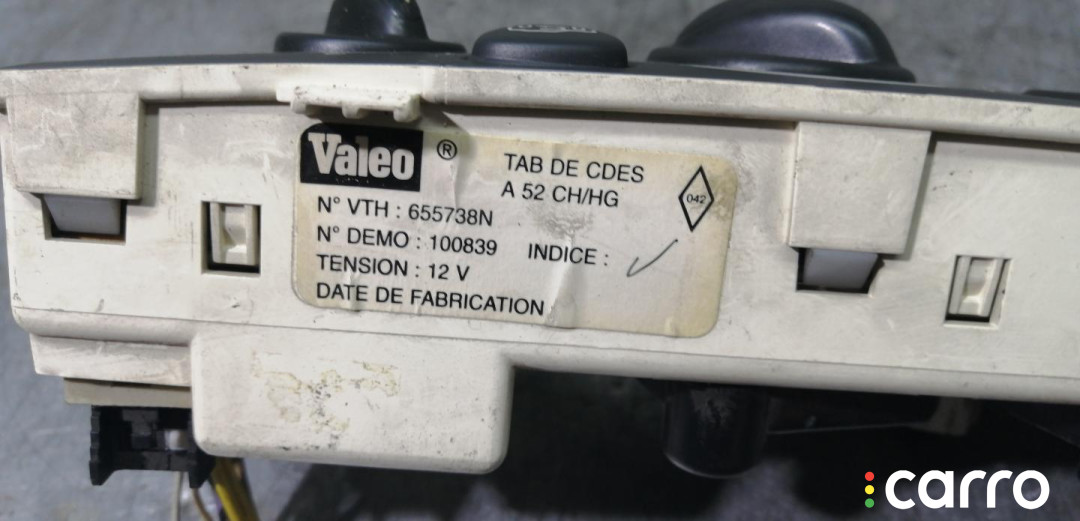 Valeo ®
TAB DE CDES
A 52 CH/HG
042
N° VTH : 655738N
N° DEMO : 100839 INDICE :
TENSION : 12 V
DATE DE FABRICATION
carro